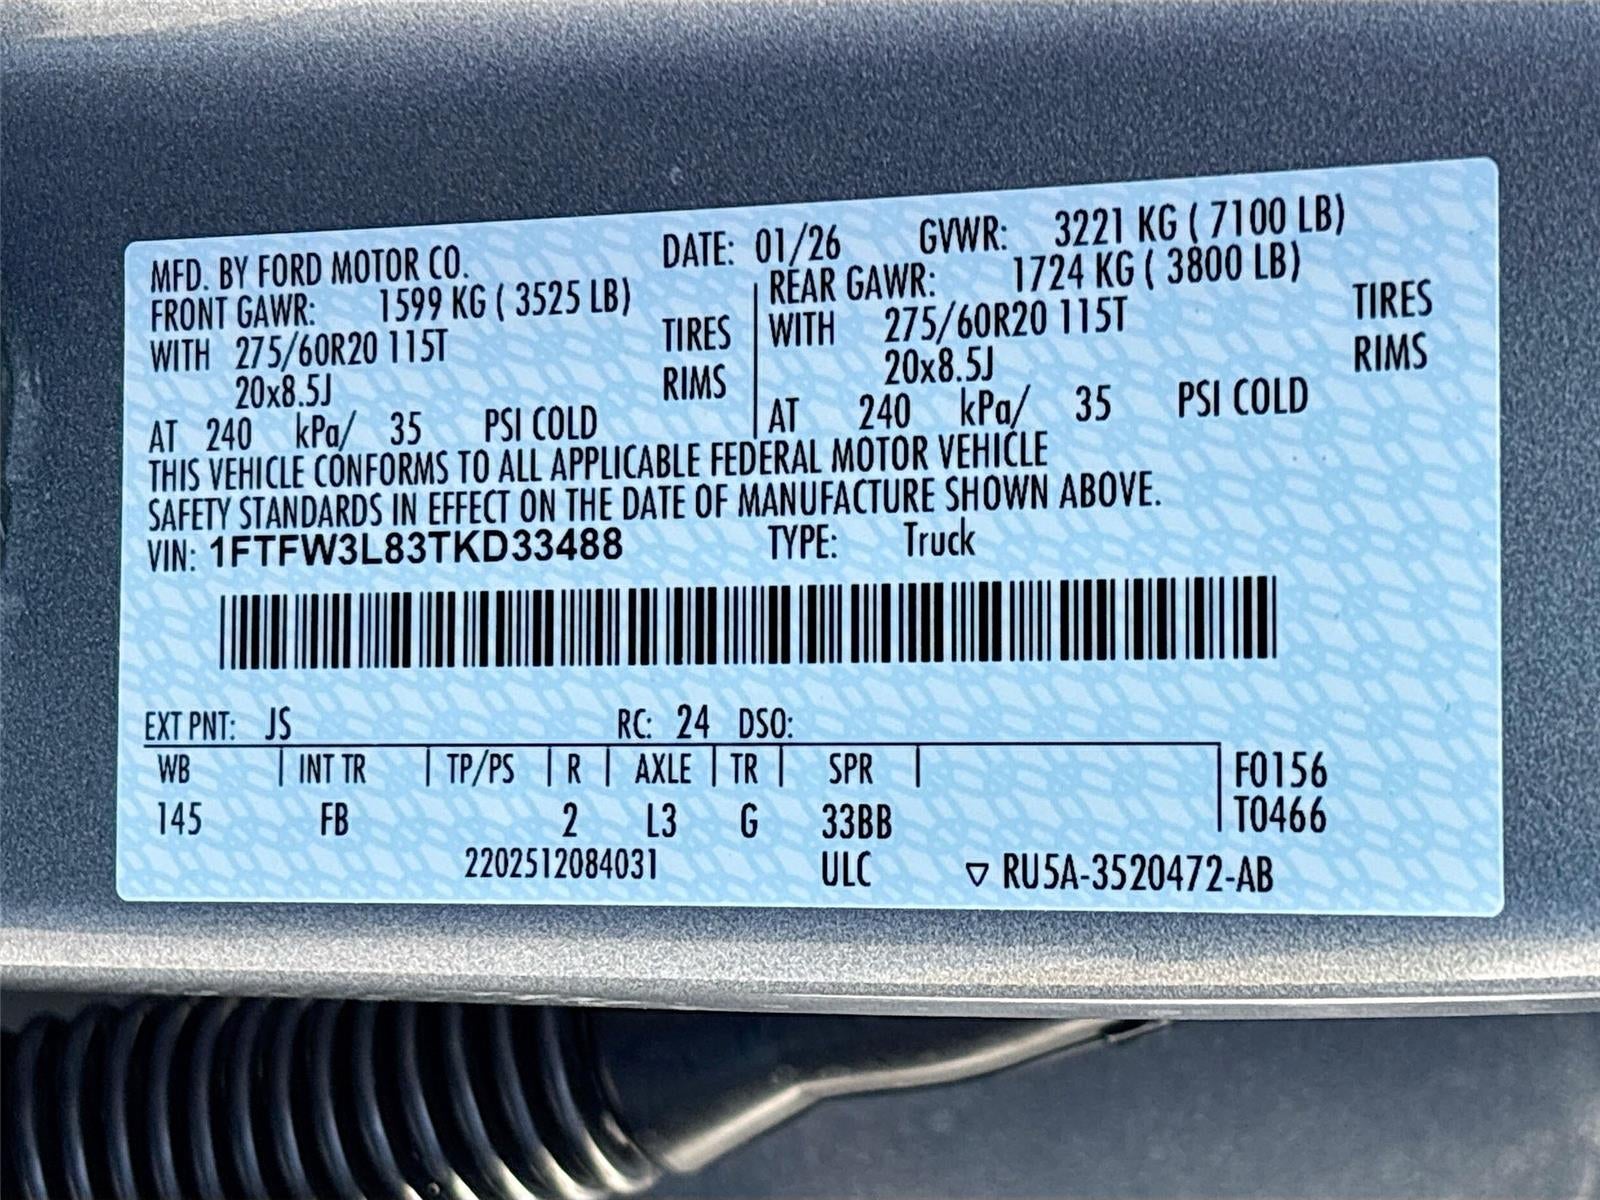 MFD. BY FORD MOTOR CO. DATE: 01/26 GVWR: 3221 KG ( 7100 LB)
FRONT GAWR: 1599 KG ( 3525 LB) REAR GAWR: 1724 KG ( 3800 LB)
WITH 275/60R20 115T TIRES WITH 275/60R20 115T TIRES
20x8.5J RIMS 20x8.5J RIMS
AT 240 kPa/ 35 PSI COLD AT 240 kPa/ 35 PSI COLD
THIS VEHICLE CONFORMS TO ALL APPLICABLE FEDERAL MOTOR VEHICLE
SAFETY STANDARDS IN EFFECT ON THE DATE OF MANUFACTURE SHOWN ABOVE.
VIN: 1FTFW3L83TKD33488 TYPE: Truck
EXT PNT: JS RC: 24 DSO:
WB INT TR TP/PS R AXLE TR SPR F0156
145 FB 2 L3 G 33BB T0466
2202512084031 ULC ▽ RU5A-3520472-AB